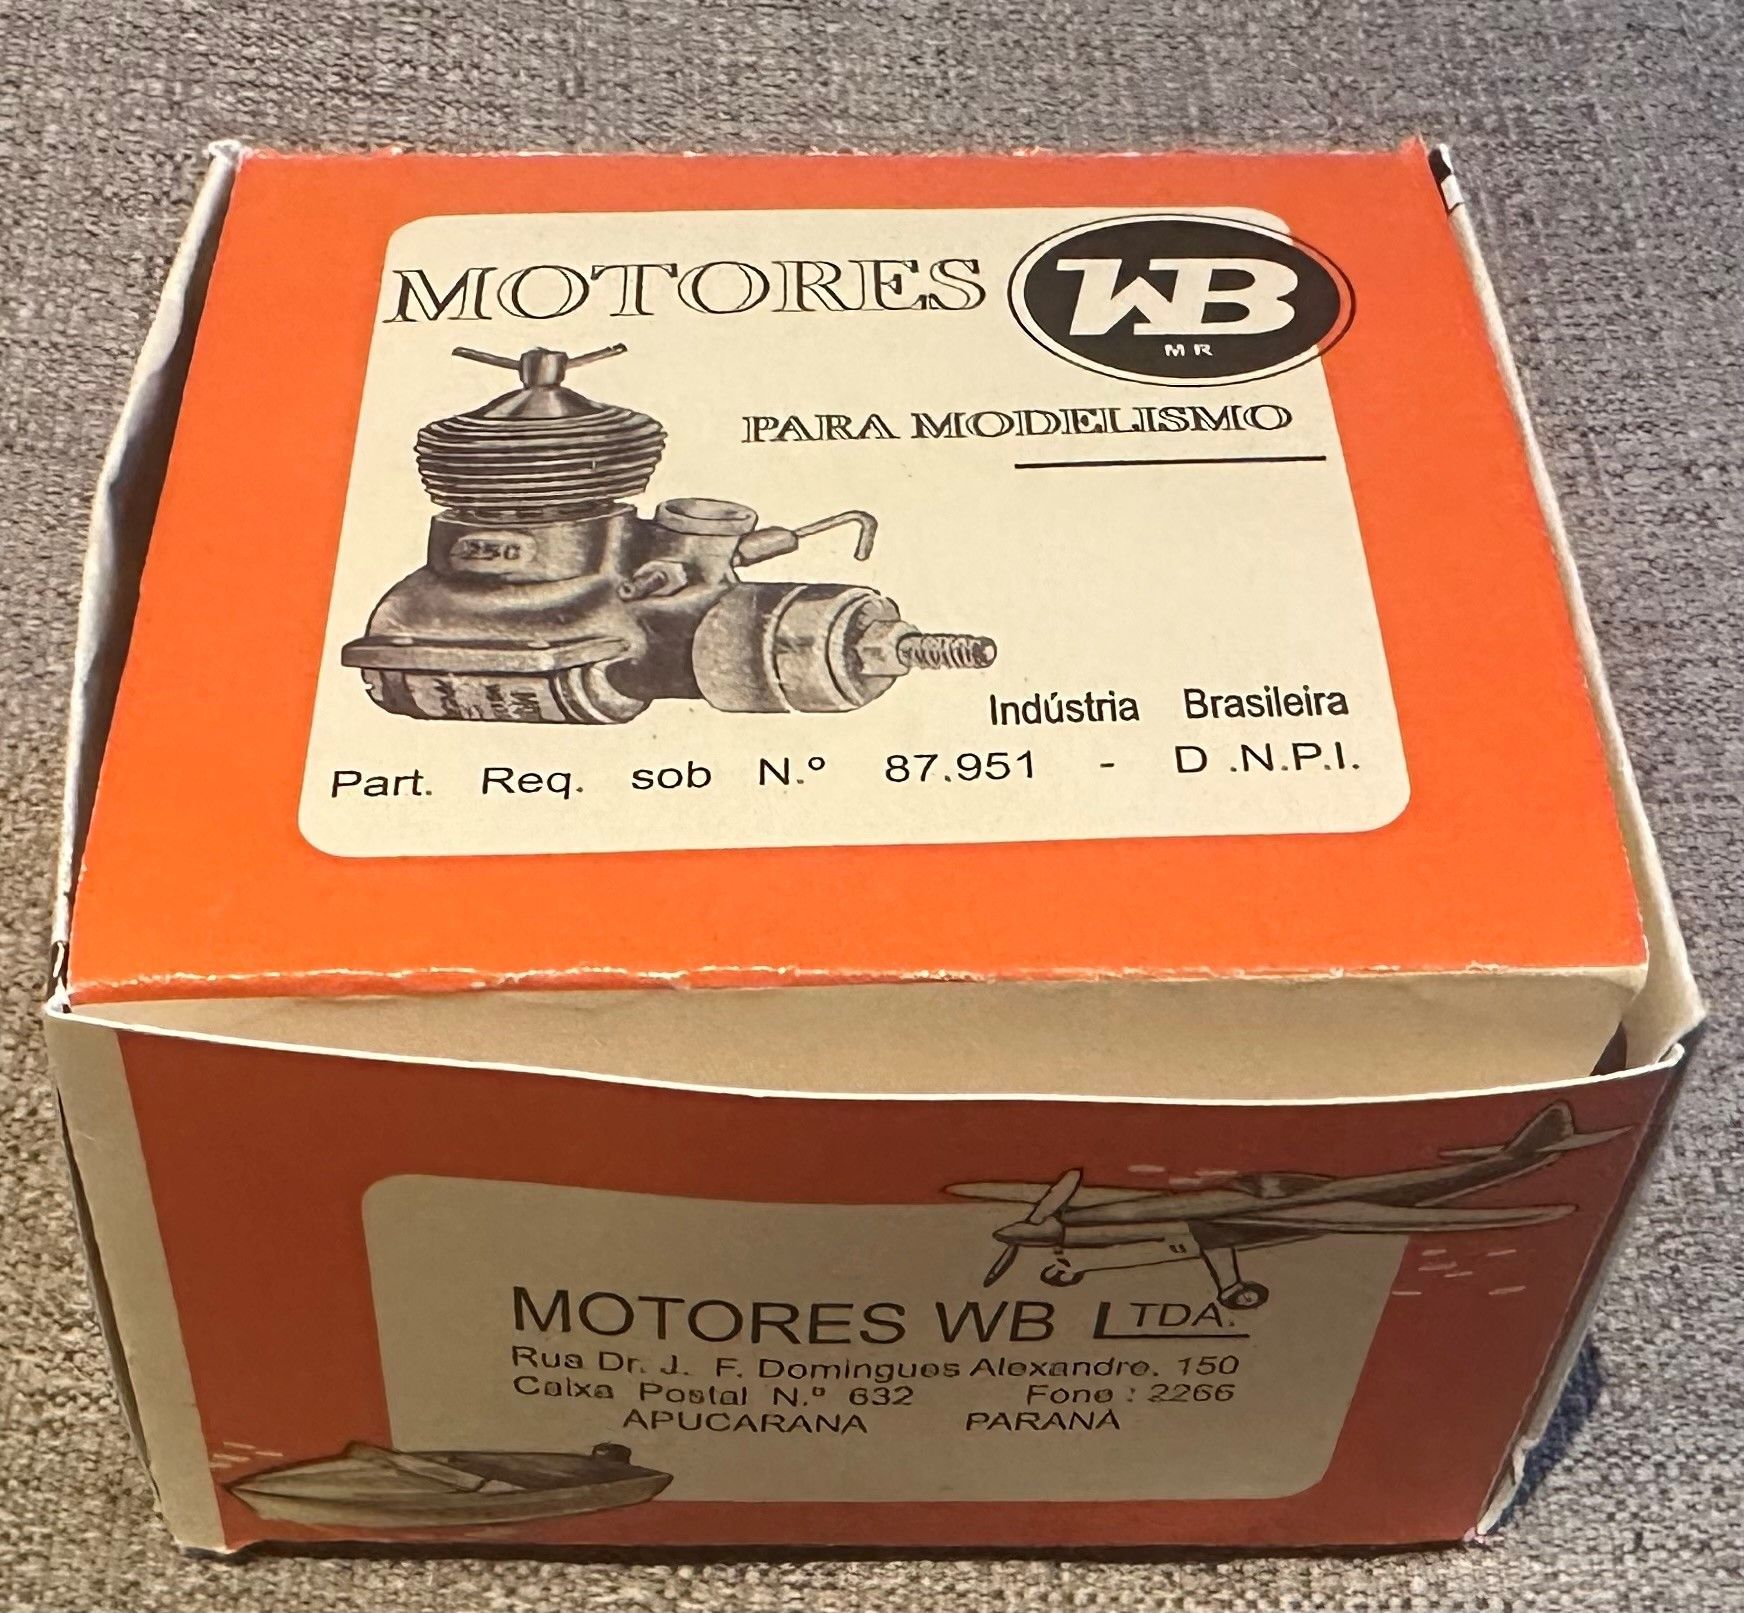 MOTORES WB
MR
PARA MODELISMO
250
Indústria Brasileira
Part. Req. sob N.º 87.951 - D.N.P.I.
MOTORES WB LTDA.
Rua Dr. J. F. Domingues Alexandre. 150
Caixa Postal N.º 632 Fone: 2266
APUCARANA PARANÁ